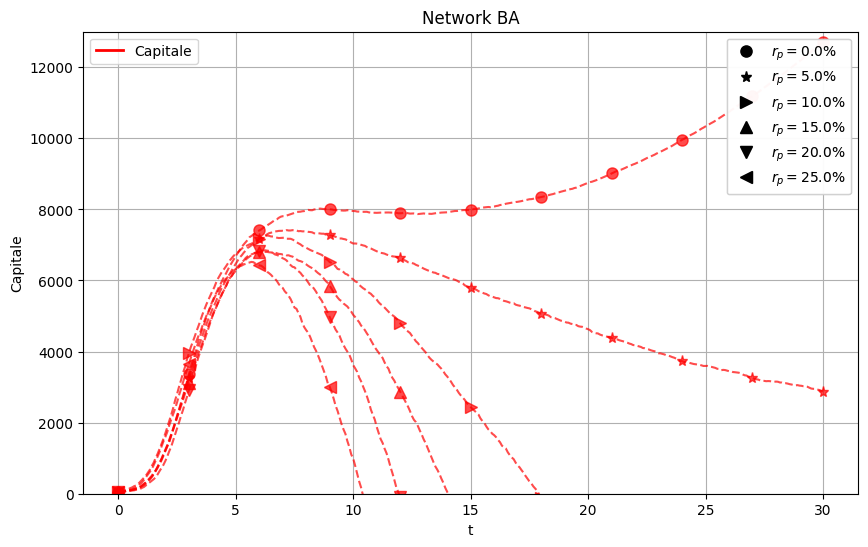 Network BA
Capitale
r_p = 0.0%
r_p = 5.0%
r_p = 10.0%
r_p = 15.0%
r_p = 20.0%
r_p = 25.0%
Capitale
12000
10000
8000
6000
4000
2000
0
0 5 10 15 20 25 30
t